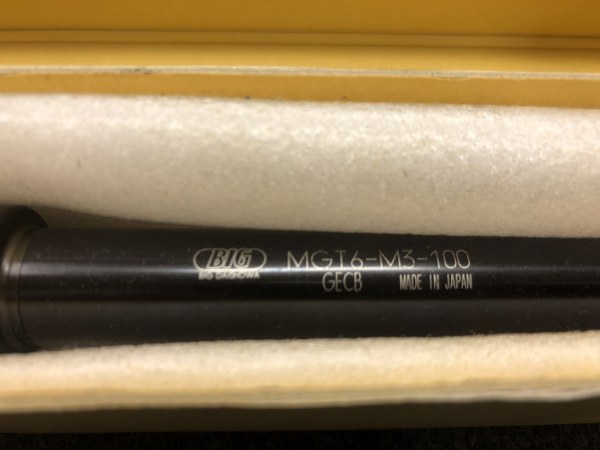 BIG
BIG DAISHOWA
MGT6-M3-100
GECB MADE IN JAPAN